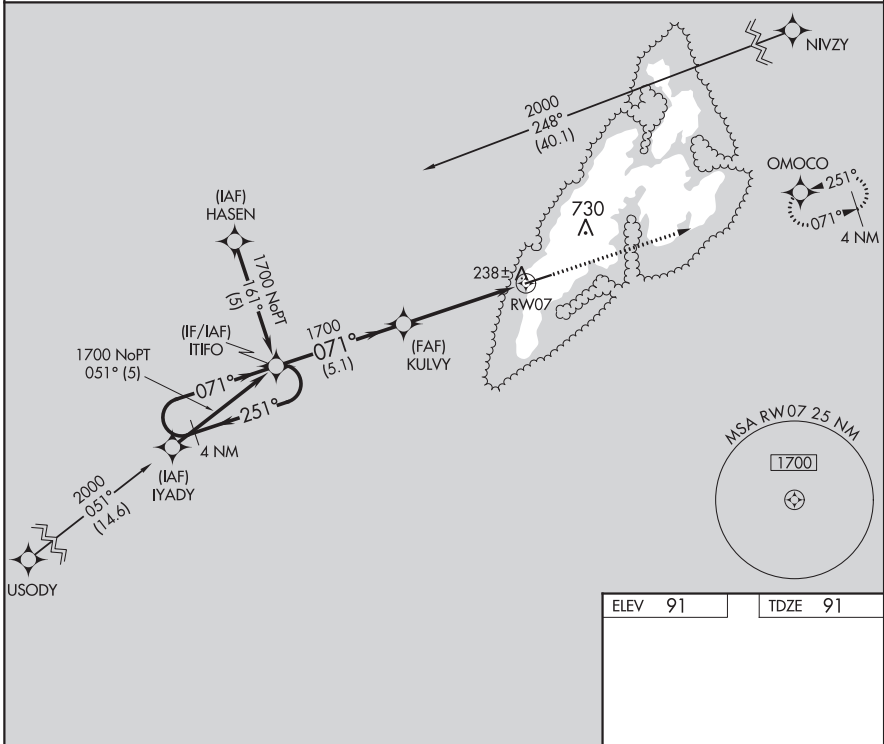 NIVZY
2000
248°
(40.1)
OMOCO
251°
071°
4 NM
(IAF)
HASEN
1700 NoPT
161°
(5)
730
238±
RW07
(IF/IAF)
ITIFO
1700
071°
(5.1)
(FAF)
KULVY
1700 NoPT
051° (5)
071°
251°
4 NM
(IAF)
IYADY
2000
051°
(14.6)
USODY
MSA RW07 25 NM
1700
ELEV 91
TDZE 91